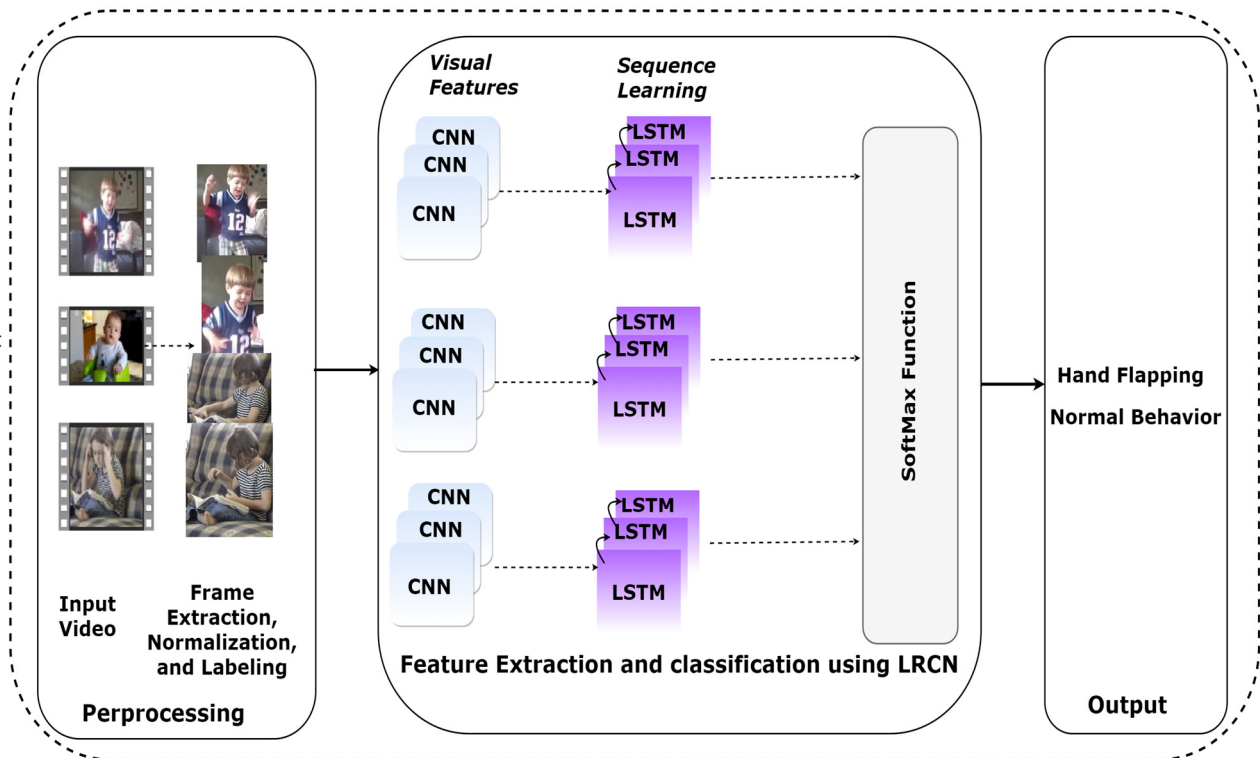 Input
Video
Frame
Extraction,
Normalization,
and Labeling
Perprocessing
12
12
Visual
Features
Sequence
Learning
CNN
CNN
CNN
LSTM
LSTM
LSTM
CNN
CNN
CNN
LSTM
LSTM
LSTM
CNN
CNN
CNN
LSTM
LSTM
LSTM
SoftMax Function
Feature Extraction and classification using LRCN
Hand Flapping
Normal Behavior
Output